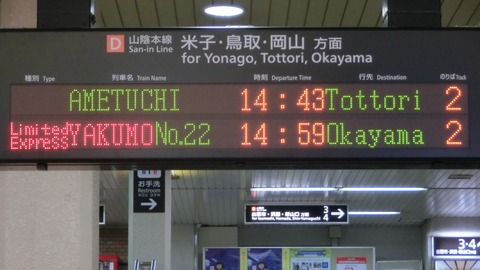 D 山陰本線 米子・鳥取・岡山 方面
San-in Line for Yonago, Tottori, Okayama
種別 Type 列車名 Train Name 時刻 Departure Time 行先 Destination のりば Track
AMETUCHI 14:43 Tottori 2
Limited Express YAKUMO No.22 14:59 Okayama 2
お手洗
Restroom
3
4
3・4